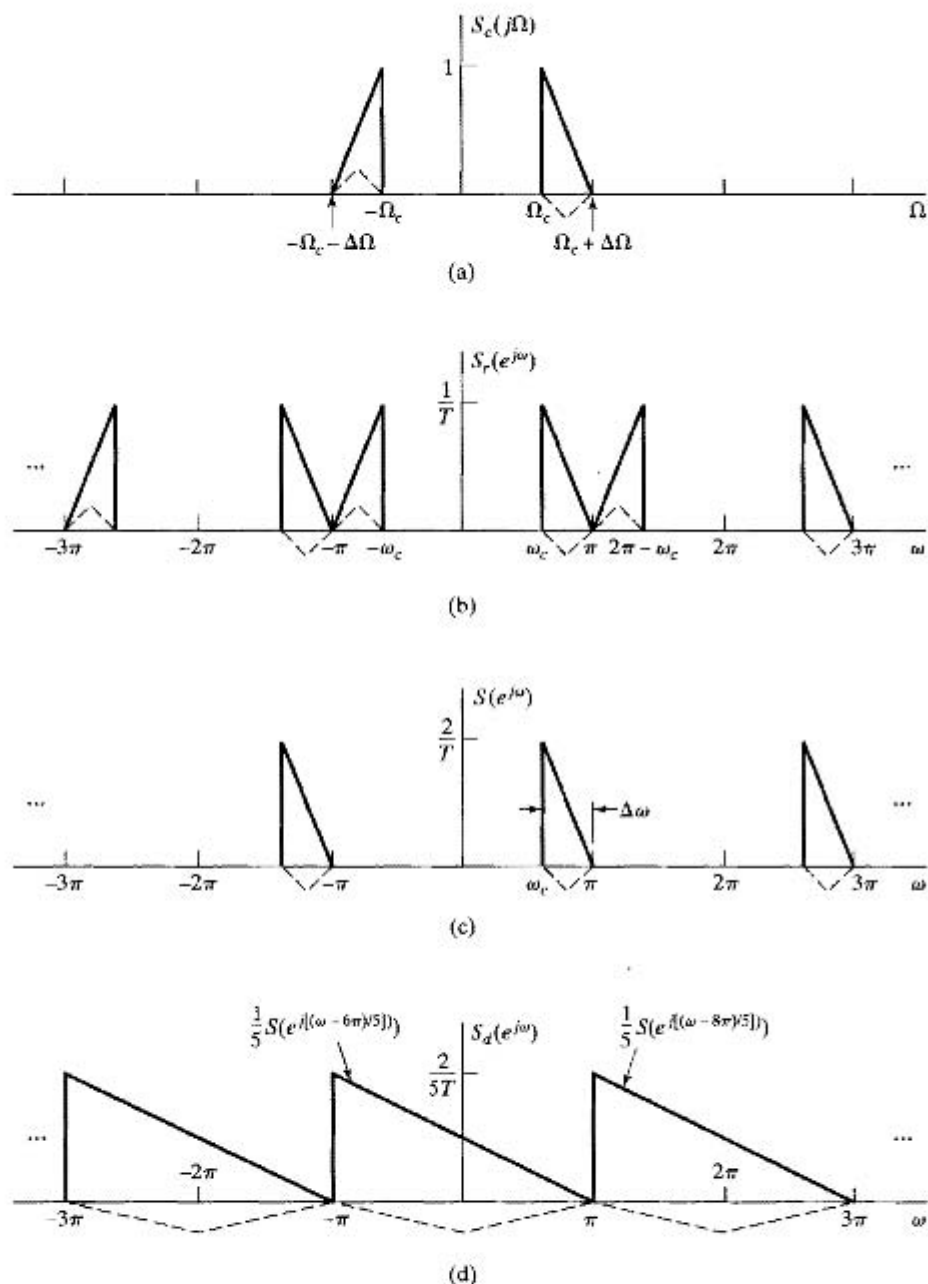 S_c(jΩ)
1
−Ω_c
Ω_c
Ω
−Ω_c − ΔΩ
Ω_c + ΔΩ
(a)
S_r(e^{jω})
1/T
...
...
−3π
−2π
−π
−ω_c
ω_c
π
2π − ω_c
2π
3π
ω
(b)
S(e^{jω})
2/T
Δω
...
...
−3π
−2π
−π
ω_c
π
2π
3π
ω
(c)
1/5 S(e^{j[(ω − 6π)/5]})
S_d(e^{jω})
1/5 S(e^{j[(ω − 8π)/5]})
2/5T
...
...
−2π
2π
−3π
−π
π
3π
ω
(d)